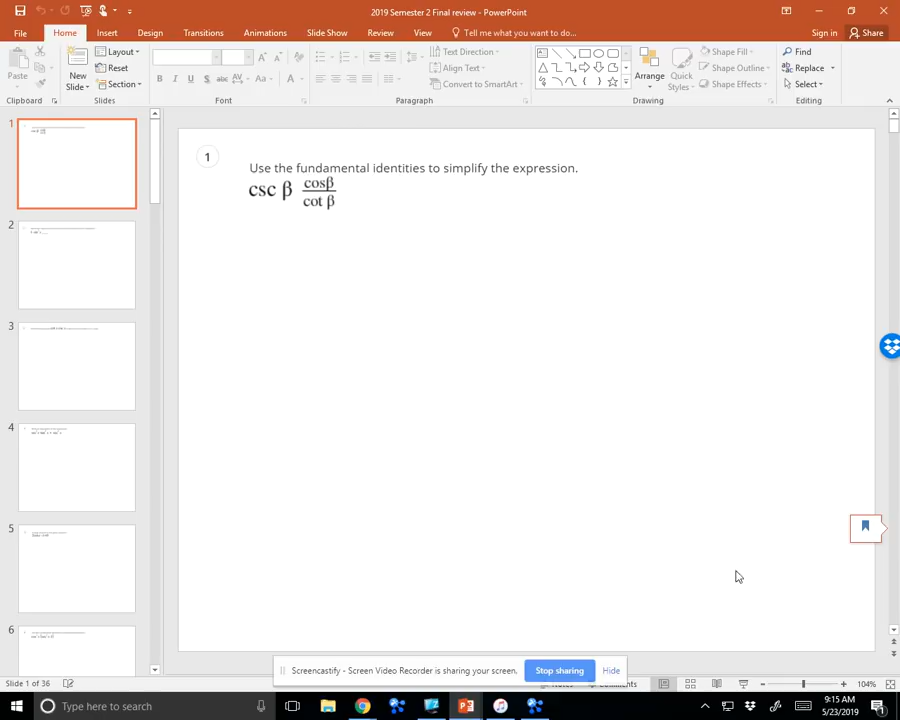 2019 Semester 2 Final review - PowerPoint
File Home Insert Design Transitions Animations Slide Show Review View Tell me what you want to do... Sign in Share
Paste
New Slide
Layout
Reset
Section
B I U S abc AV Aa A
Text Direction
Align Text
Convert to SmartArt
Arrange
Quick Styles
Shape Fill
Shape Outline
Shape Effects
Find
Replace
Select
Clipboard Slides Font Paragraph Drawing Editing
1
2
3
4
5
6
1
Use the fundamental identities to simplify the expression.
csc β cosβ
cot β
Screencastify - Screen Video Recorder is sharing your screen. Stop sharing Hide
Slide 1 of 36 104%
Type here to search
9:15 AM
5/23/2019
1